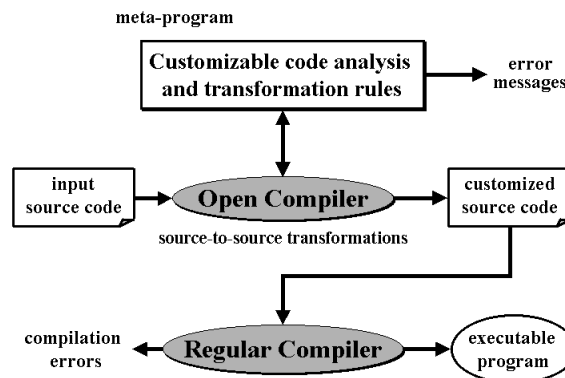 meta-program
Customizable code analysis
and transformation rules
error
messages
input
source code
Open Compiler
customized
source code
source-to-source transformations
compilation
errors
Regular Compiler
executable
program